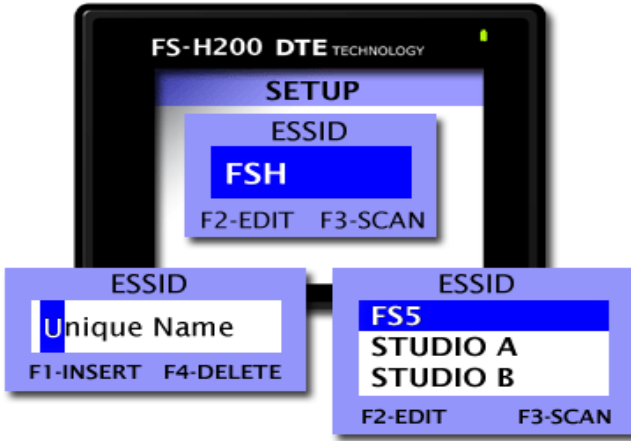 FS-H200 DTE TECHNOLOGY
SETUP
ESSID
FSH
F2-EDIT F3-SCAN
ESSID
Unique Name
F1-INSERT F4-DELETE
ESSID
FS5
STUDIO A
STUDIO B
F2-EDIT F3-SCAN